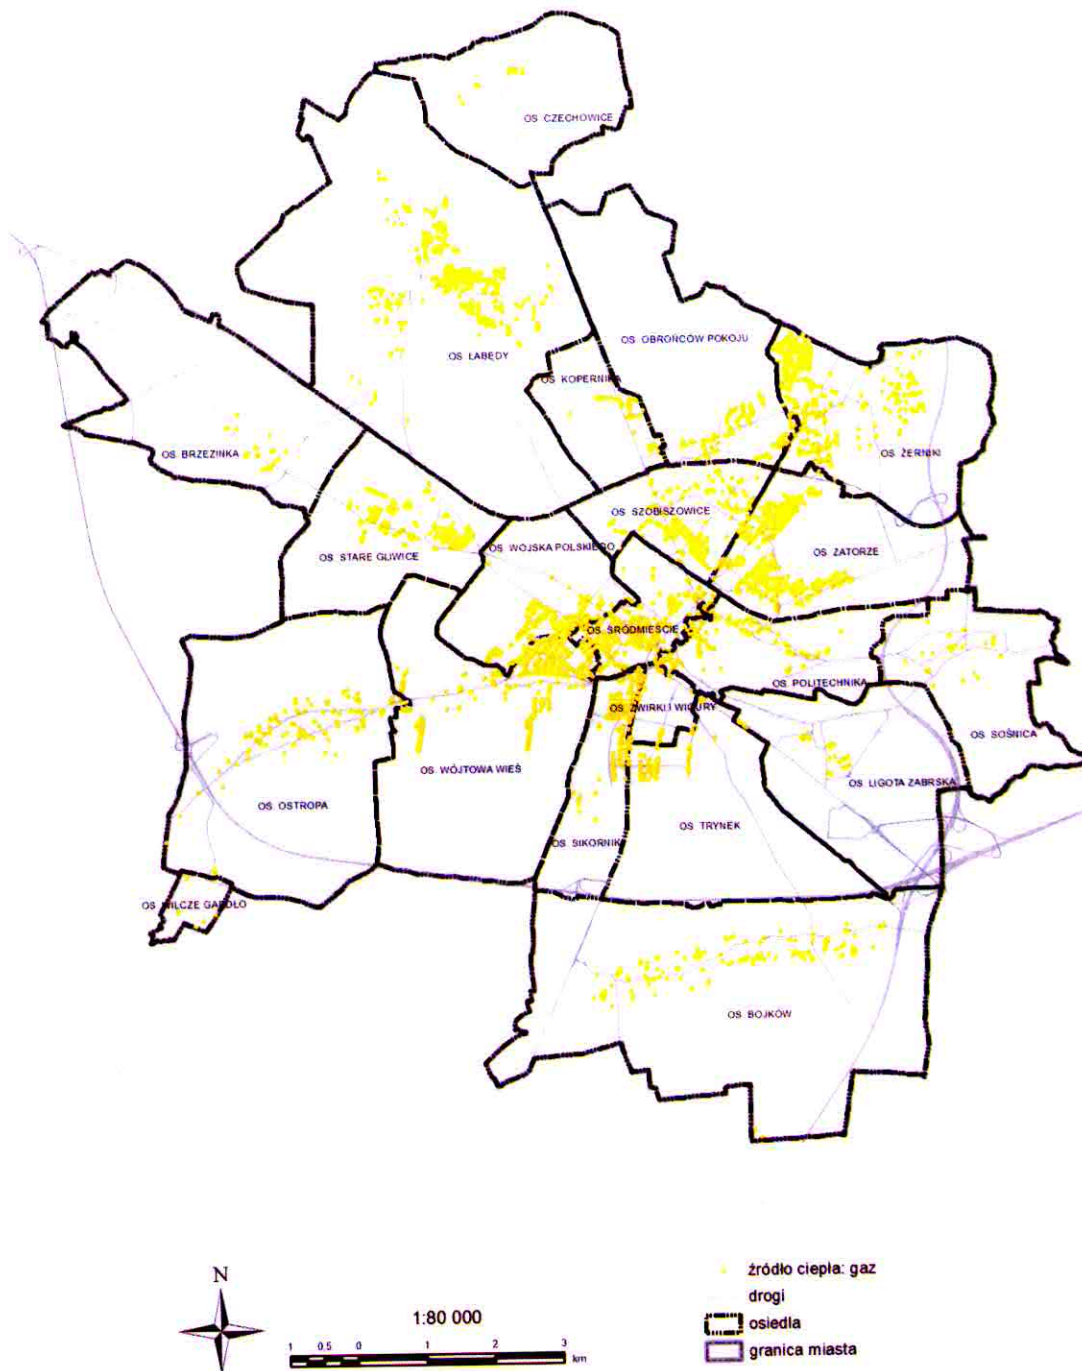 OS. CZECHOWICE
OS. OBROŃCÓW POKOJU
OS. ŁABĘDY
OS. KOPERNIKA
OS. BRZEZINKA
OS. ŻERNIKI
OS. SZOBISZOWICE
OS. WOJSKA POLSKIEGO
OS. ZATORZE
OS. STARE GLIWICE
OS. ŚRÓDMIEŚCIE
OS. POLITECHNIKA
OS. ŻWIRKI I WIGURY
OS. SOŚNICA
OS. WÓJTOWA WIEŚ
OS. LIGOTA ZABRSKA
OS. OSTROPA
OS. TRYNEK
OS. SIKORNIK
OS. WILCZE GARDŁO
OS. BOJKÓW
N
1:80 000
1 0.5 0 1 2 3
km
źródło ciepła: gaz
drogi
osiedla
granica miasta